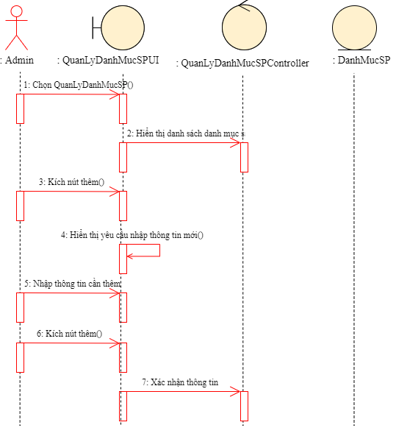 : Admin
: QuanLyDanhMucSPUI
: QuanLyDanhMucSPController
: DanhMucSP
1: Chọn QuanLyDanhMucSP()
2: Hiển thị danh sách danh mục s
3: Kích nút thêm()
4: Hiển thị yêu cầu nhập thông tin mới()
5: Nhập thông tin cần thêm
6: Kích nút thêm()
7: Xác nhận thông tin